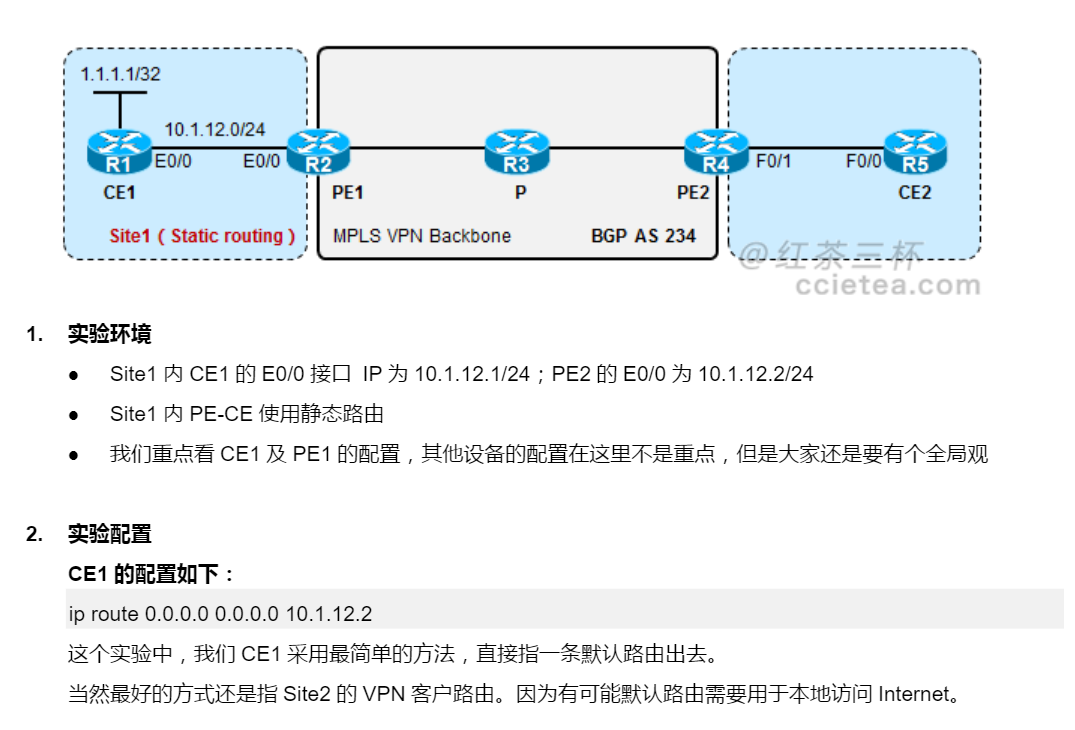 1.1.1.1/32
10.1.12.0/24
R1 E0/0 E0/0 R2 R3 R4 F0/1 F0/0 R5
CE1 PE1 P PE2 CE2
Site1 ( Static routing ) MPLS VPN Backbone BGP AS 234
@红茶三杯
ccietea.com
1. 实验环境
● Site1 内 CE1 的 E0/0 接口 IP 为 10.1.12.1/24；PE2 的 E0/0 为 10.1.12.2/24
● Site1 内 PE-CE 使用静态路由
● 我们重点看 CE1 及 PE1 的配置，其他设备的配置在这里不是重点，但是大家还是要有个全局观
2. 实验配置
CE1 的配置如下：
ip route 0.0.0.0 0.0.0.0 10.1.12.2
这个实验中，我们 CE1 采用最简单的方法，直接指一条默认路由出去。
当然最好的方式还是指 Site2 的 VPN 客户路由。因为有可能默认路由需要用于本地访问 Internet。